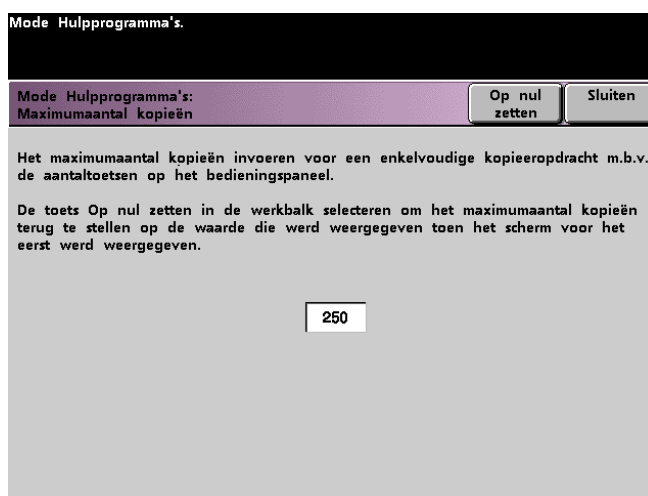 Mode Hulpprogramma's.
Mode Hulpprogramma's:
Maximumaantal kopieën
Op nul
zetten
Sluiten
Het maximumaantal kopieën invoeren voor een enkelvoudige kopieeropdracht m.b.v.
de aantaltoetsen op het bedieningspaneel.
De toets Op nul zetten in de werkbalk selecteren om het maximumaantal kopieën
terug te stellen op de waarde die werd weergegeven toen het scherm voor het
eerst werd weergegeven.
250